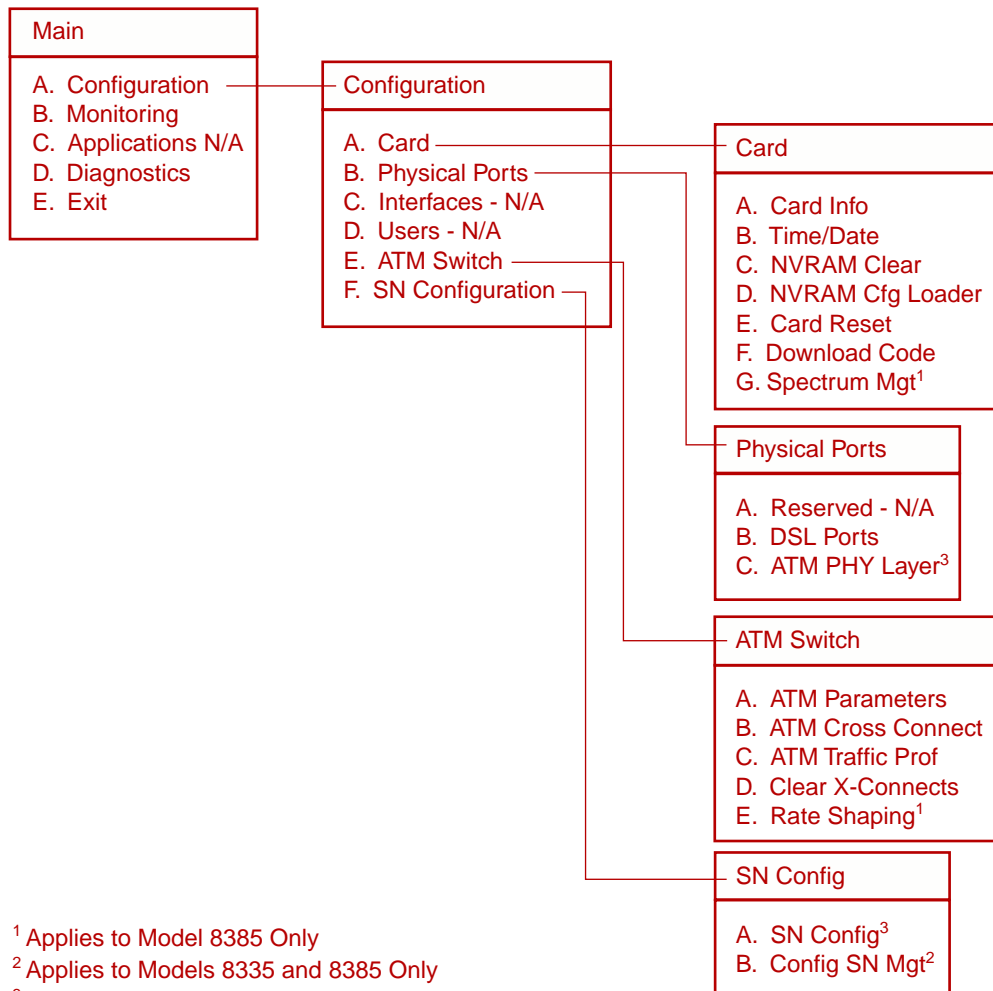 Main
A. Configuration
B. Monitoring
C. Applications N/A
D. Diagnostics
E. Exit
Configuration
A. Card
B. Physical Ports
C. Interfaces - N/A
D. Users - N/A
E. ATM Switch
F. SN Configuration
Card
A. Card Info
B. Time/Date
C. NVRAM Clear
D. NVRAM Cfg Loader
E. Card Reset
F. Download Code
G. Spectrum Mgt¹
Physical Ports
A. Reserved - N/A
B. DSL Ports
C. ATM PHY Layer³
ATM Switch
A. ATM Parameters
B. ATM Cross Connect
C. ATM Traffic Prof
D. Clear X-Connects
E. Rate Shaping¹
SN Config
A. SN Config³
B. Config SN Mgt²
¹ Applies to Model 8385 Only
² Applies to Models 8335 and 8385 Only